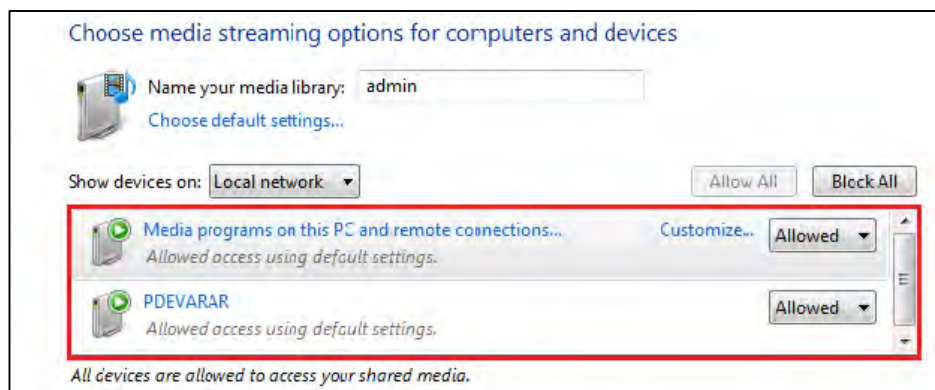 Choose media streaming options for computers and devices
Name your media library: admin
Choose default settings...
Show devices on: Local network Allow All Block All
Media programs on this PC and remote connections... Customize... Allowed
Allowed access using default settings.
PDEVARAR Allowed
Allowed access using default settings.
All devices are allowed to access your shared media.